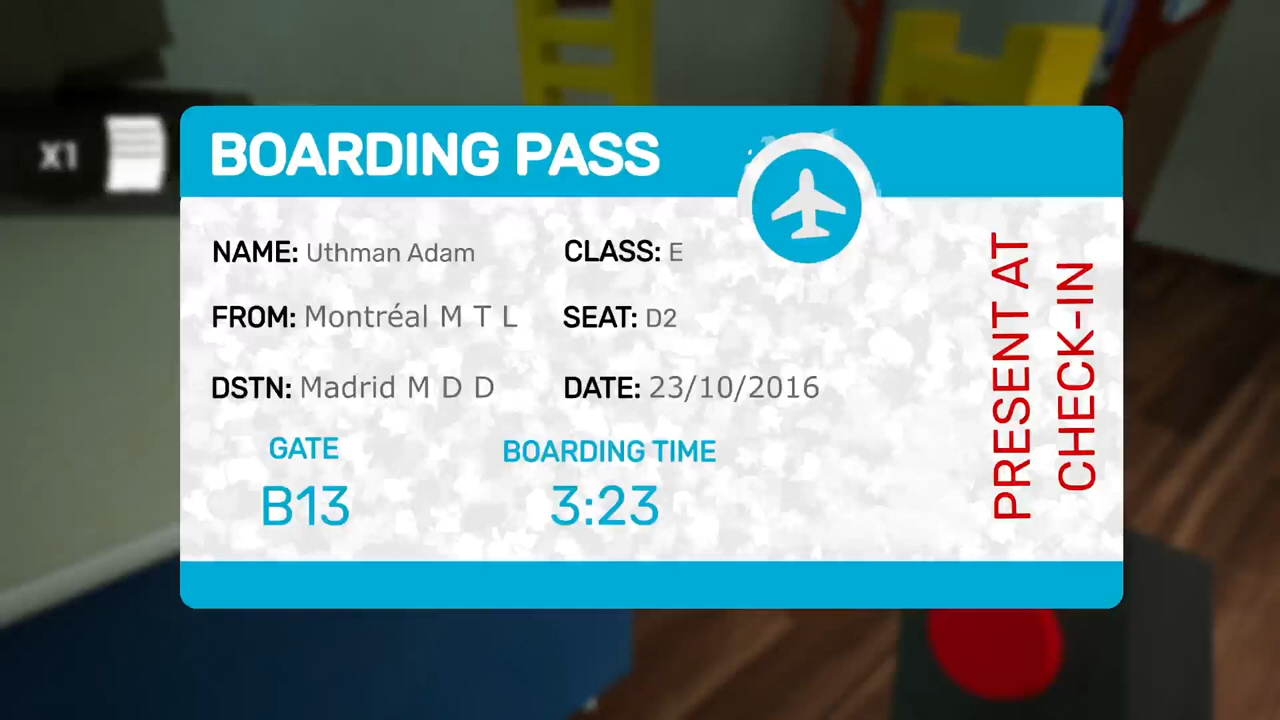 X1
BOARDING PASS
NAME: Uthman Adam
CLASS: E
FROM: Montréal M T L
SEAT: D2
DSTN: Madrid M D D
DATE: 23/10/2016
GATE
B13
BOARDING TIME
3:23
PRESENT AT
CHECK-IN